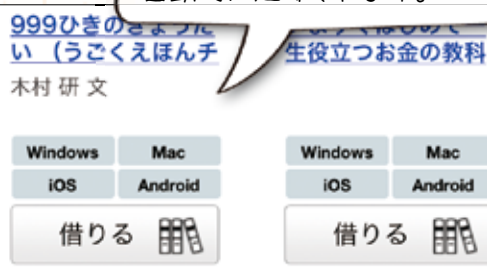 999ひきのきょうだ
い （うごくえほんチ
木村 研 文
生役立つお金の教科
Windows
Mac
iOS
Android
借りる
Windows
Mac
iOS
Android
借りる